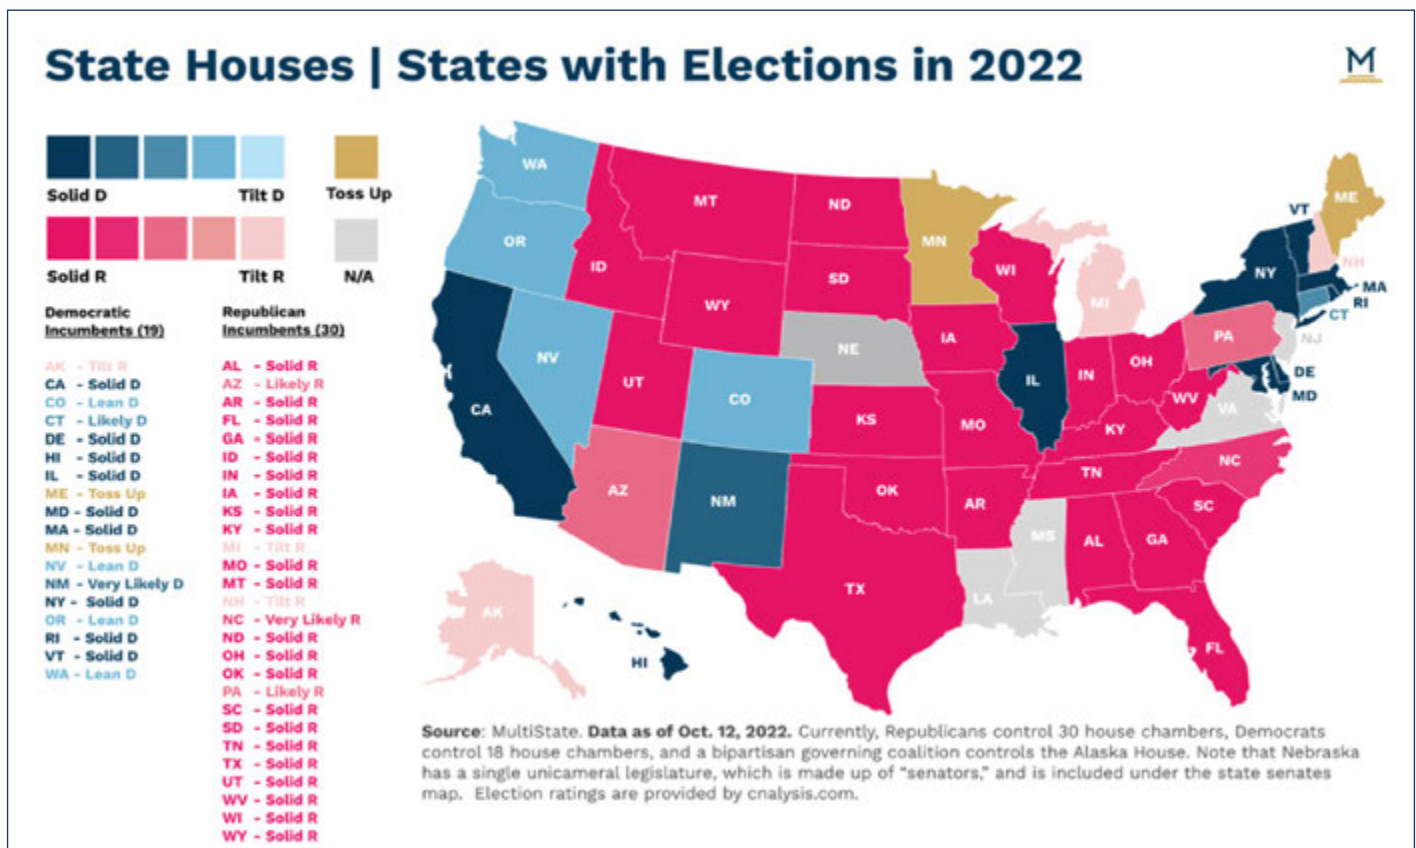 State Houses | States with Elections in 2022
M
Solid D
Tilt D
Toss Up
Solid R
Tilt R
N/A
Democratic
Incumbents (19)
AK - Tilt R
CA - Solid D
CO - Lean D
CT - Likely D
DE - Solid D
HI - Solid D
IL - Solid D
ME - Toss Up
MD - Solid D
MA - Solid D
MN - Toss Up
NV - Lean D
NM - Very Likely D
NY - Solid D
OR - Lean D
RI - Solid D
VT - Solid D
WA - Lean D
Republican
Incumbents (30)
AL - Solid R
AZ - Likely R
AR - Solid R
FL - Solid R
GA - Solid R
ID - Solid R
IN - Solid R
IA - Solid R
KS - Solid R
KY - Solid R
MI - Tilt R
MO - Solid R
MT - Solid R
NH - Tilt R
NC - Very Likely R
ND - Solid R
OH - Solid R
OK - Solid R
PA - Likely R
SC - Solid R
SD - Solid R
TN - Solid R
TX - Solid R
UT - Solid R
WV - Solid R
WI - Solid R
WY - Solid R
WA
OR
CA
NV
ID
MT
WY
UT
CO
AZ
NM
ND
SD
NE
KS
OK
TX
MN
IA
MO
AR
LA
WI
IL
MI
IN
OH
KY
TN
MS
AL
GA
FL
SC
NC
VA
WV
PA
NY
VT
NH
ME
MA
RI
CT
NJ
DE
MD
AK
HI
Source: MultiState. Data as of Oct. 12, 2022. Currently, Republicans control 30 house chambers, Democrats
control 18 house chambers, and a bipartisan governing coalition controls the Alaska House. Note that Nebraska
has a single unicameral legislature, which is made up of “senators,” and is included under the state senates
map. Election ratings are provided by cnalysis.com.